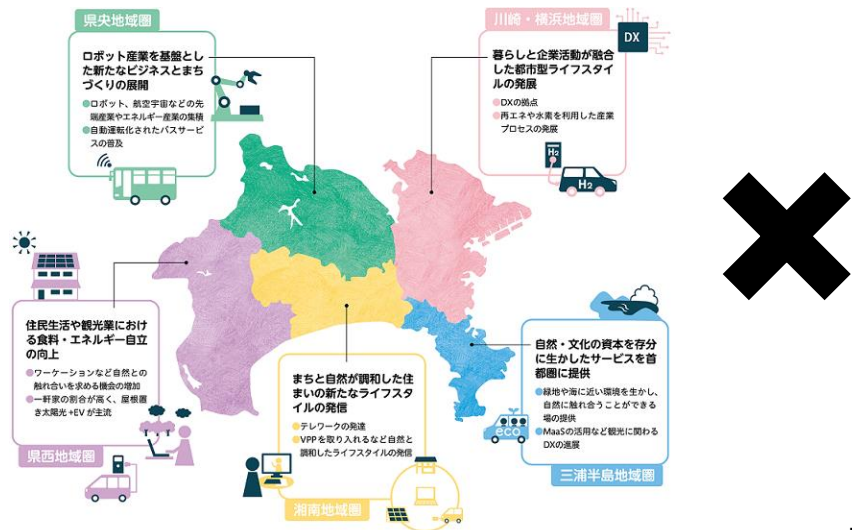 県央地域圏
ロボット産業を基盤とし
た新たなビジネスとまち
づくりの展開
●ロボット、航空宇宙などの先
端産業やエネルギー産業の集積
●自動運転化されたバスサービ
スの普及
川崎・横浜地域圏
DX
暮らしと企業活動が融合
した都市型ライフスタイ
ルの発展
●DXの拠点
●再エネや水素を利用した産業
プロセスの発展
H2
H2
住民生活や観光業におけ
る食料・エネルギー自立
の向上
●ワーケーションなど自然との
触れ合いを求める機会の増加
●一軒家の割合が高く、屋根置
き太陽光+EVが主流
県西地域圏
まちと自然が調和した住
まいの新たなライフスタ
イルの発信
●テレワークの発達
●VPPを取り入れるなど自然と
調和したライフスタイルの発信
湘南地域圏
自然・文化の資本を存分
に生かしたサービスを首
都圏に提供
●緑地や海に近い環境を生かし、
自然に触れ合うことができる
場の提供
●MaaSの活用など観光に関わる
DXの進展
eco
三浦半島地域圏